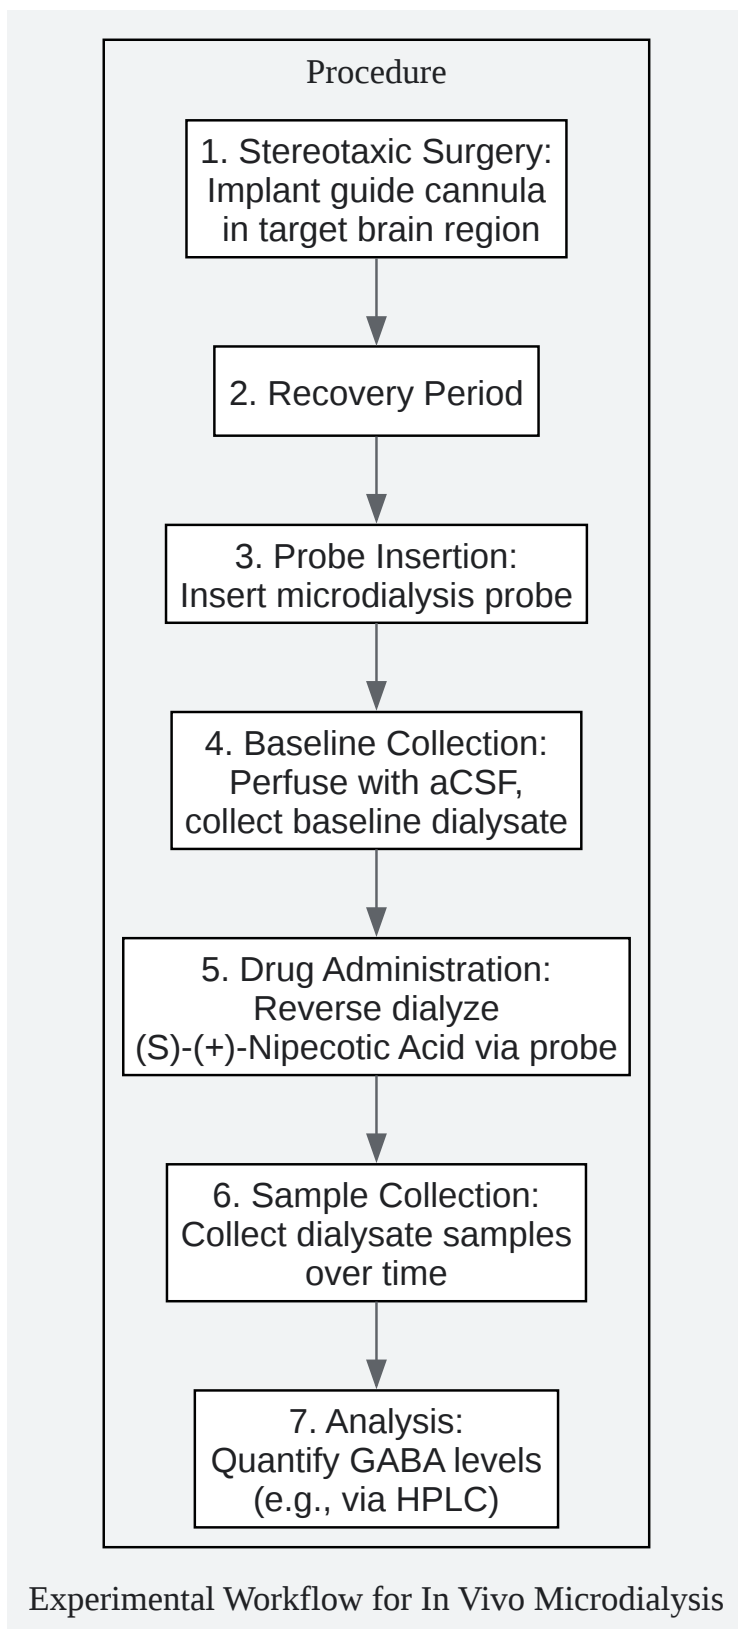 Procedure
1. Stereotaxic Surgery:
Implant guide cannula
in target brain region
2. Recovery Period
3. Probe Insertion:
Insert microdialysis probe
4. Baseline Collection:
Perfuse with aCSF,
collect baseline dialysate
5. Drug Administration:
Reverse dialyze
(S)-(+)-Nipecotic Acid via probe
6. Sample Collection:
Collect dialysate samples
over time
7. Analysis:
Quantify GABA levels
(e.g., via HPLC)
Experimental Workflow for In Vivo Microdialysis